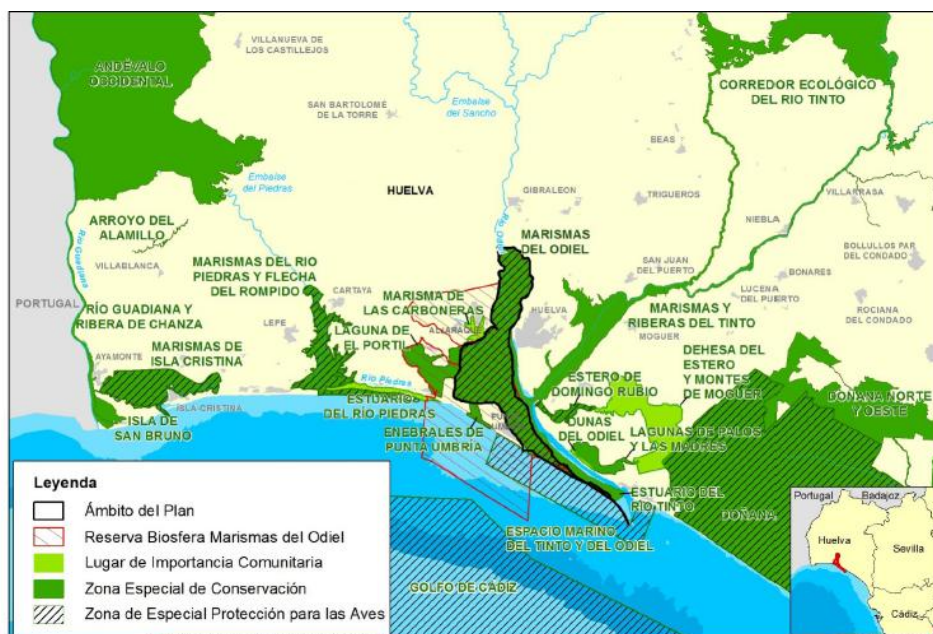 VILLANUEVA DE
LOS CASTILLEJOS
ANDÉVALO
OCCIDENTAL
SAN BARTOLOMÉ
DE LA TORRE
Embalse
del Sancho
CORREDOR ECOLÓGICO
DEL RIO TINTO
BEAS
Embalse
del Piedras
HUELVA
GIBRALEON
TRIGUEROS
VILLARRASA
ARROYO DEL
ALAMILLO
Río Guadiana
Río Odiel
MARISMAS
DEL ODIEL
NIEBLA
BOLLULLOS PAR
DEL CONDADO
VILLABLANCA
MARISMAS DEL RIO
PIEDRAS Y FLECHA
DEL ROMPIDO
CARTAYA
SAN JUAN
DEL PUERTO
BONARES
LUCENA
DEL PUERTO
PORTUGAL
RÍO GUADIANA Y
RIBERA DE CHANZA
MARISMA DE
LAS CARBONERAS
ALJARAQUE
HUELVA
MARISMAS Y
RIBERAS DEL TINTO
ROCIANA
DEL CONDADO
LEPE
LAGUNA DE
EL PORTIL
MOGUER
AYAMONTE
MARISMAS DE
ISLA CRISTINA
DEHESA DEL
ESTERO
Y MONTES
DE MOGUER
Río Piedras
ESTERO DE
DOMINGO RUBIO
DOÑANA NORTE
Y OESTE
ISLA-CRISTINA
ESTUARIOS
DEL RÍO PIEDRAS
ISLA DE
SAN BRUNO
ENEBRALES DE
PUNTA UMBRÍA
DUNAS
DEL ODIEL
LAGUNAS DE PALOS
Y LAS MADRES
ESTUARIO DEL
RÍO TINTO
DOÑANA
ESPACIO MARINO
DEL TINTO Y DEL ODIEL
GOLFO DE CÁDIZ
Leyenda
Ámbito del Plan
Reserva Biosfera Marismas del Odiel
Lugar de Importancia Comunitaria
Zona Especial de Conservación
Zona de Especial Protección para las Aves
Portugal
Badajoz
Huelva
Sevilla
Cádiz